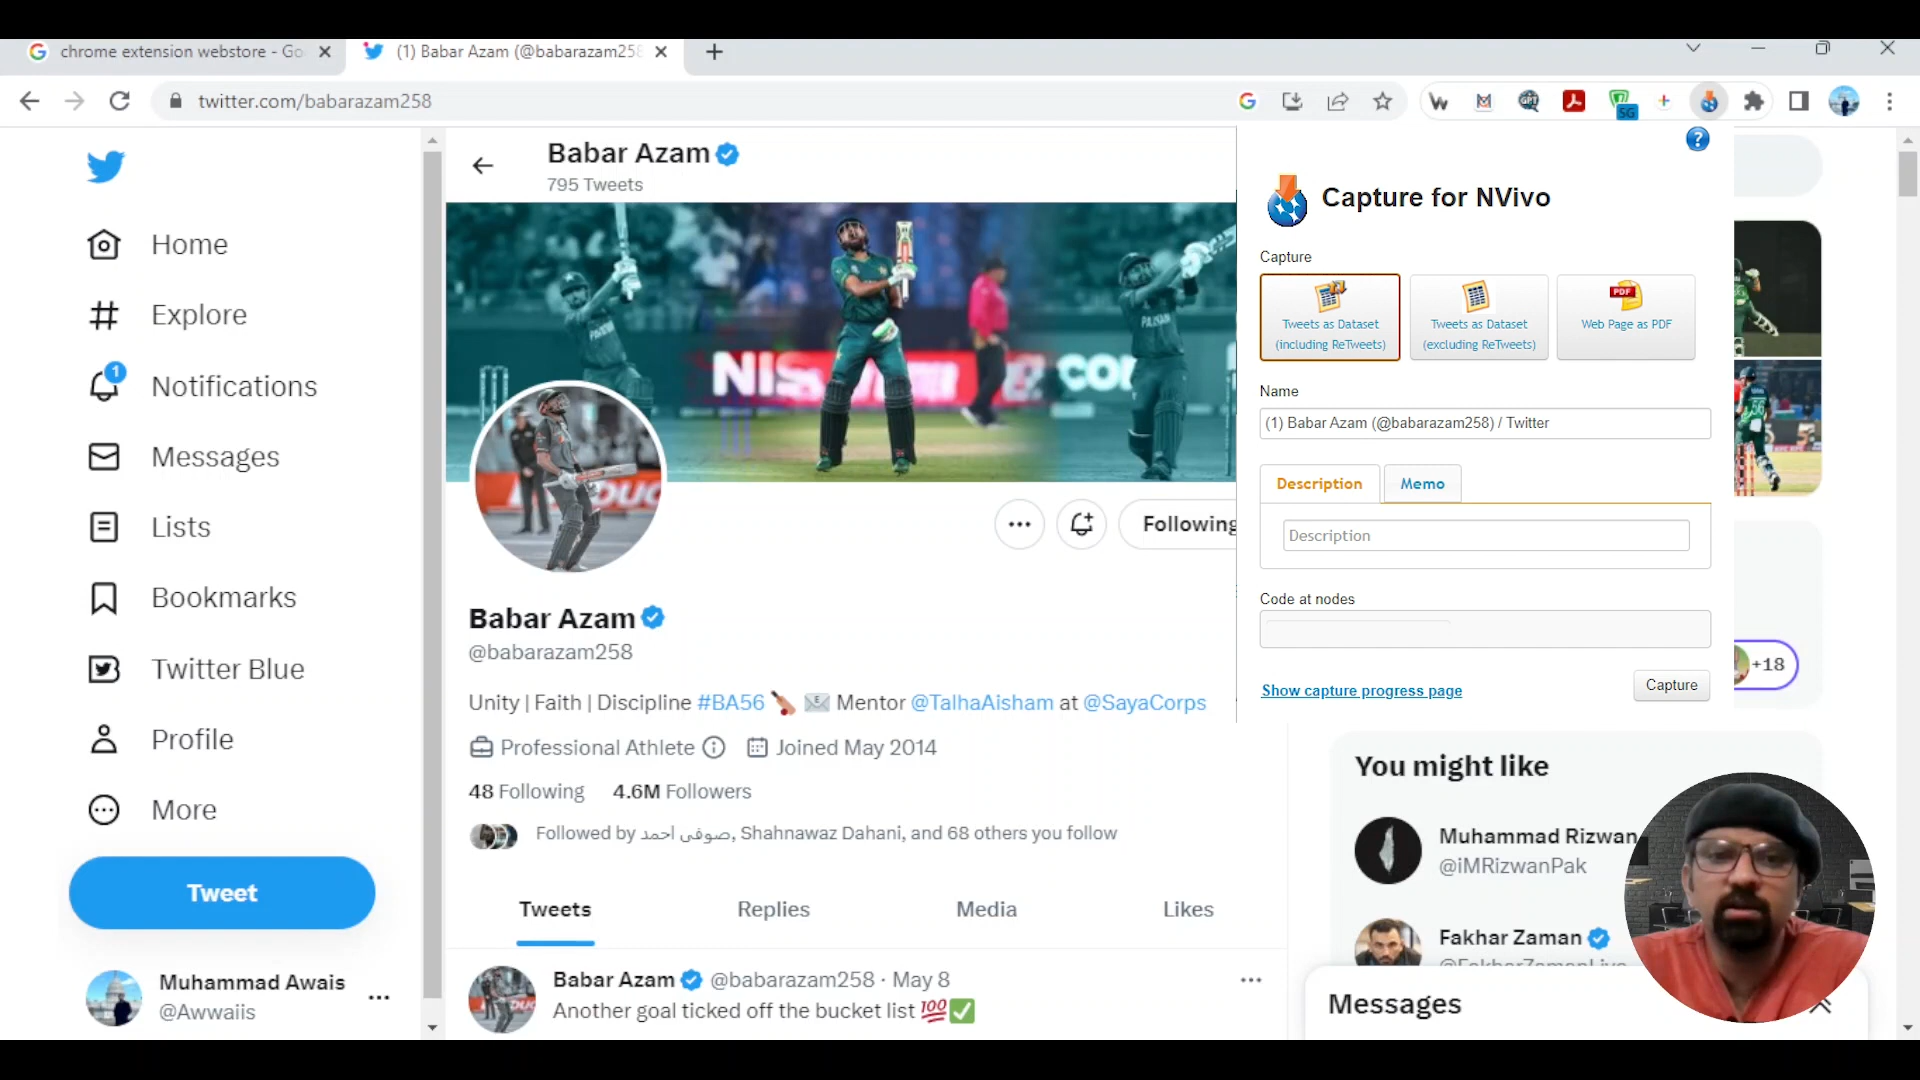 chrome extension webstore - Go
(1) Babar Azam (@babarazam258
twitter.com/babarazam258
5G
Home
Explore
1
Notifications
Messages
Lists
Bookmarks
Twitter Blue
Profile
More
Tweet
Muhammad Awais
@Awwaiis
Babar Azam
795 Tweets
Following
Babar Azam
@babarazam258
Unity | Faith | Discipline #BA56 🏏 📧 Mentor @TalhaAisham at @SayaCorps
Professional Athlete
Joined May 2014
48 Following 4.6M Followers
Followed by صوفی احمد, Shahnawaz Dahani, and 68 others you follow
Tweets
Replies
Media
Likes
Babar Azam @babarazam258 · May 8
Another goal ticked off the bucket list 💯✅
Capture for NVivo
Capture
Tweets as Dataset
(including ReTweets)
Tweets as Dataset
(excluding ReTweets)
PDF
Web Page as PDF
Name
(1) Babar Azam (@babarazam258) / Twitter
Description
Memo
Description
Code at nodes
Show capture progress page
Capture
+18
You might like
Muhammad Rizwan
@iMRizwanPak
Fakhar Zaman
Messages